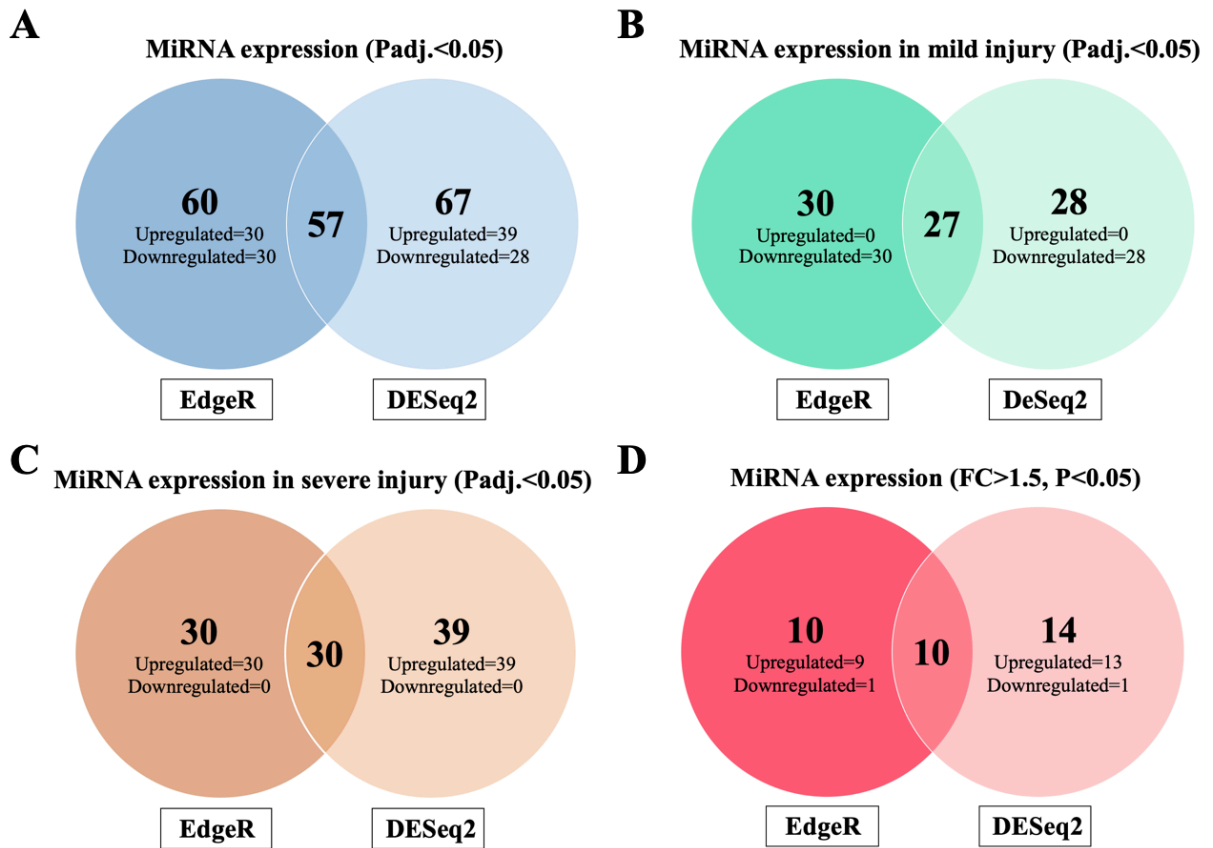 A
MiRNA expression (Padj.<0.05)
60
Upregulated=30
Downregulated=30
57
67
Upregulated=39
Downregulated=28
EdgeR
DESeq2
B
MiRNA expression in mild injury (Padj.<0.05)
30
Upregulated=0
Downregulated=30
27
28
Upregulated=0
Downregulated=28
EdgeR
DeSeq2
C
MiRNA expression in severe injury (Padj.<0.05)
30
Upregulated=30
Downregulated=0
30
39
Upregulated=39
Downregulated=0
EdgeR
DESeq2
D
MiRNA expression (FC>1.5, P<0.05)
10
Upregulated=9
Downregulated=1
10
14
Upregulated=13
Downregulated=1
EdgeR
DESeq2